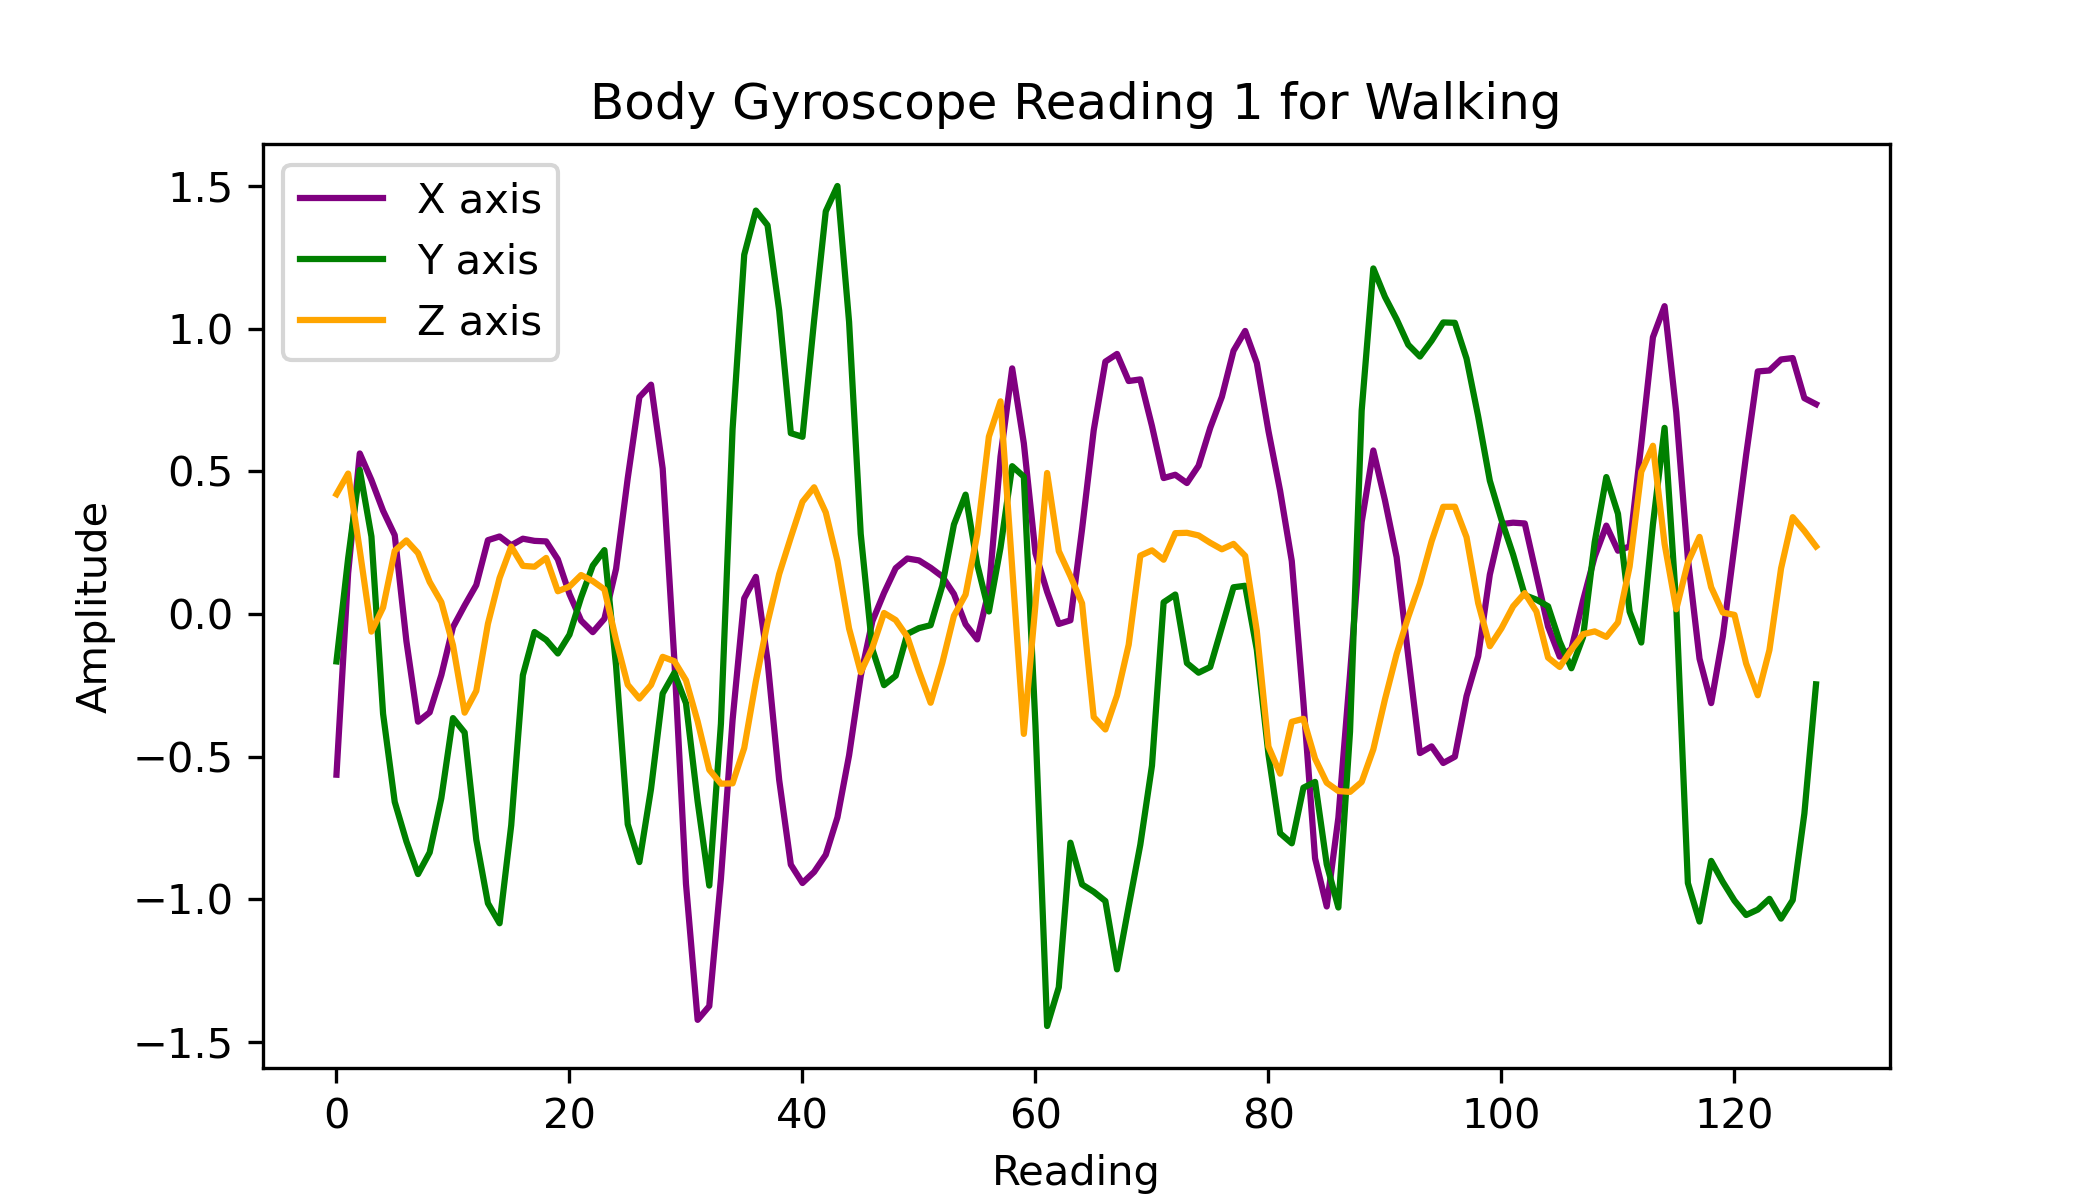 Body Gyroscope Reading 1 for Walking
X axis
Y axis
Z axis
Amplitude
1.5
1.0
0.5
0.0
−0.5
−1.0
−1.5
0 20 40 60 80 100 120
Reading